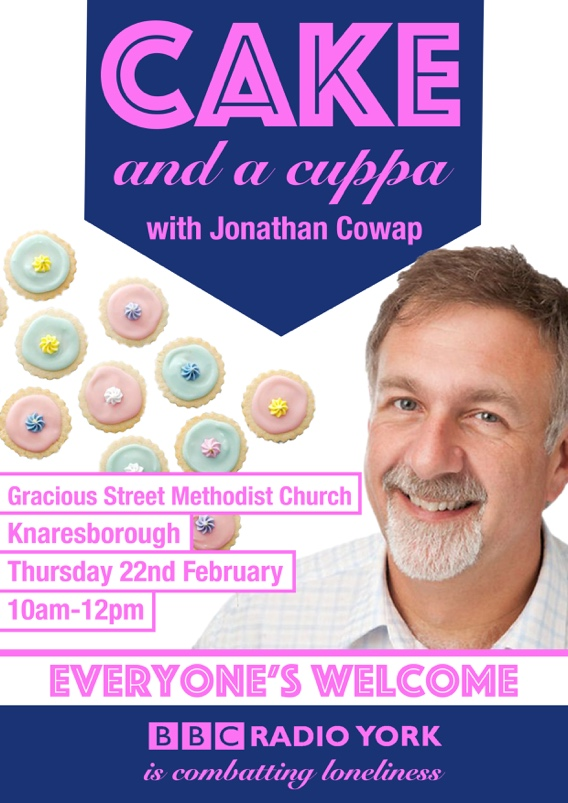 CAKE
and a cuppa
with Jonathan Cowap
Gracious Street Methodist Church
Knaresborough
Thursday 22nd February
10am-12pm
EVERYONE'S WELCOME
BBC RADIO YORK
is combatting loneliness